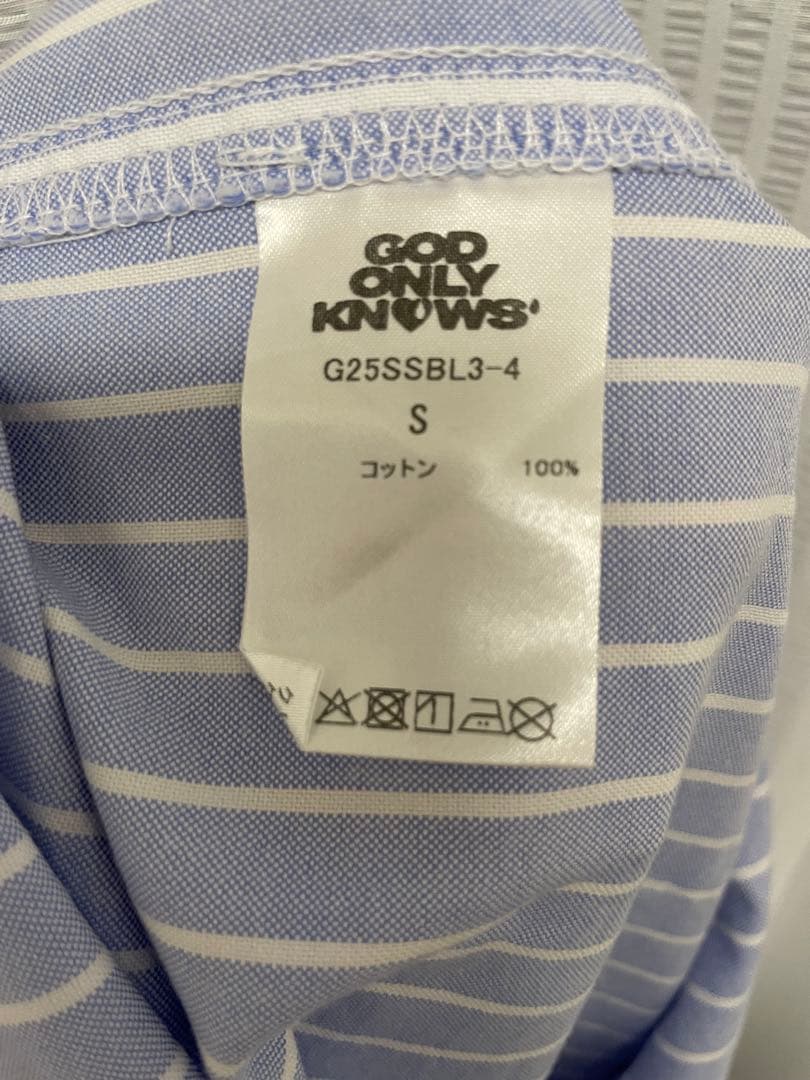 GOD
ONLY
KNOWS'
G25SSBL3-4
S
コットン 100%